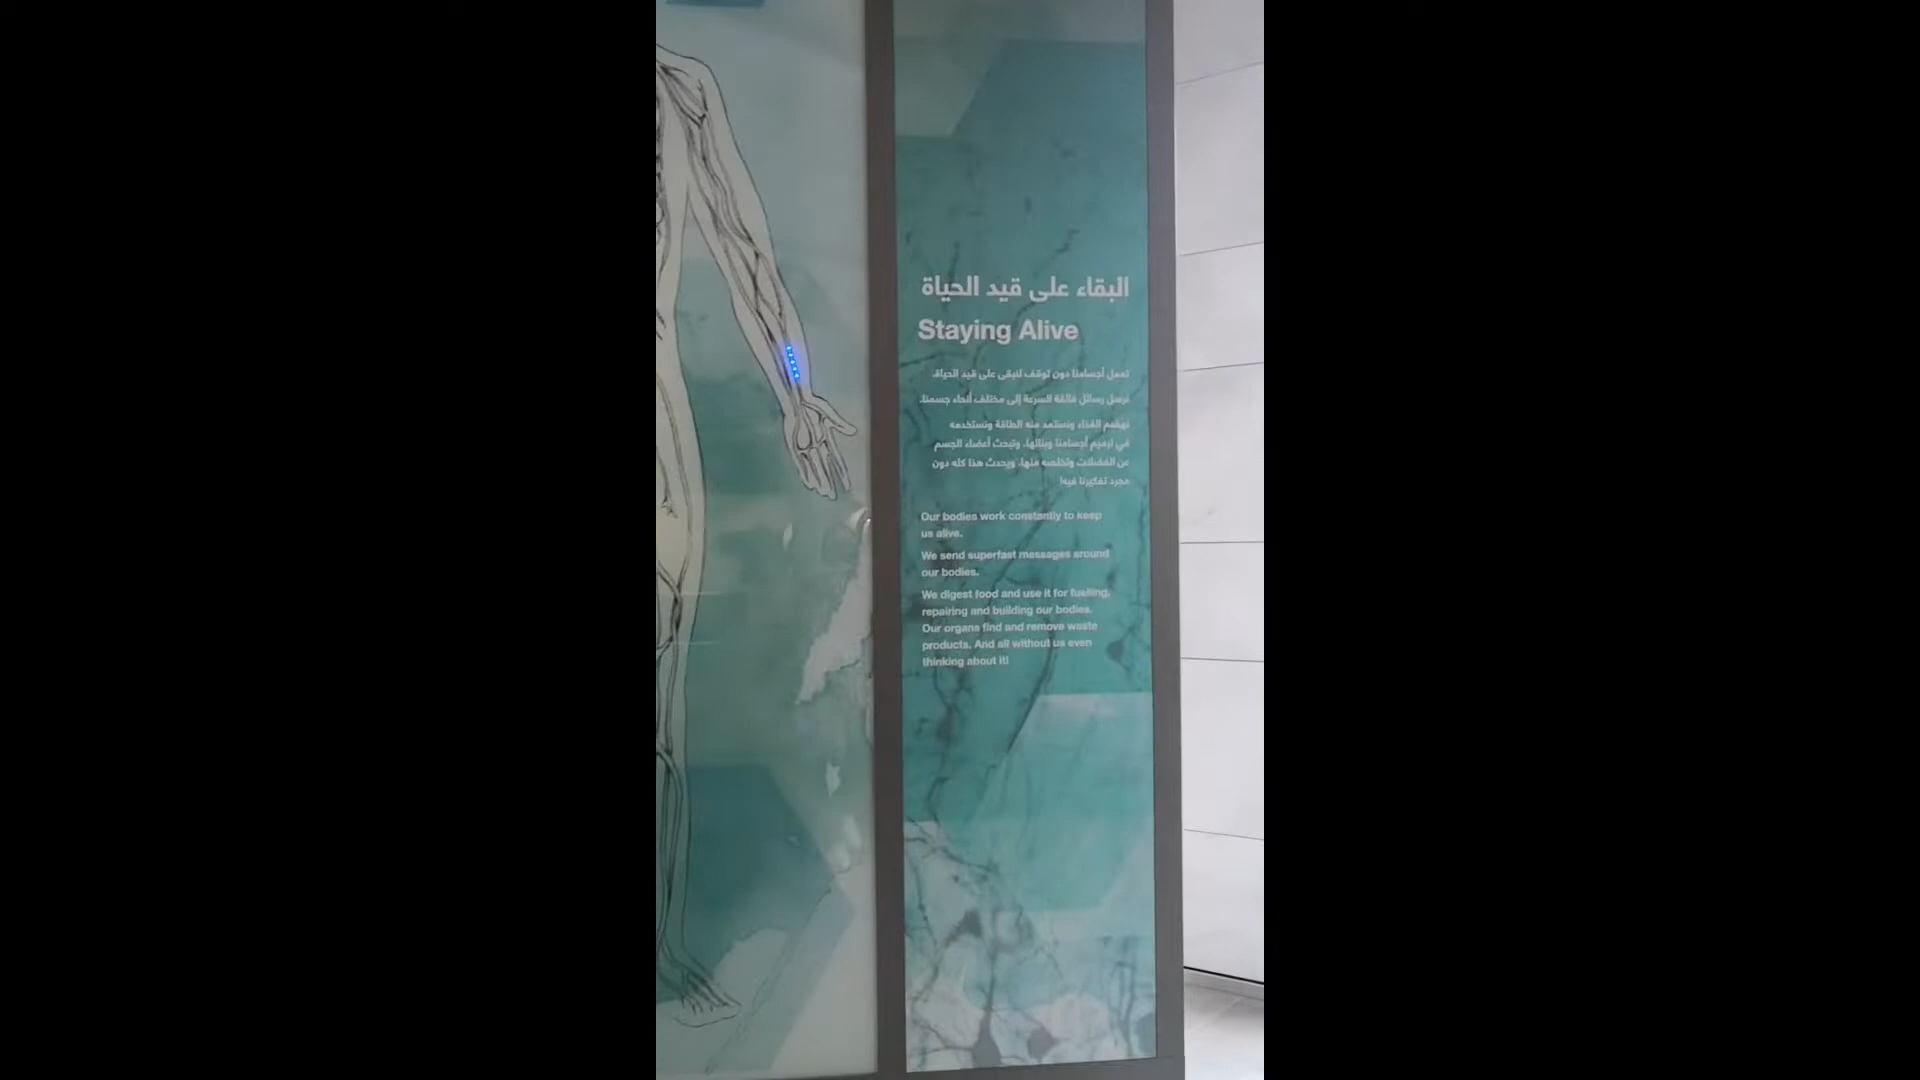 البقاء على قيد الحياة
Staying Alive
تعمل أجسامنا دون توقف لنبقى على قيد الحياة.
نرسل رسائل فائقة السرعة إلى مختلف أنحاء جسمنا.
نهضم الغذاء ونستمد منه الطاقة ونستخدمه
في ترميم أجسامنا وبنائها. وتبحث أعضاء الجسم
عن الفضلات وتخلصه منها. ويحدث هذا كله دون
مجرد تفكيرنا فيه!
Our bodies work constantly to keep
us alive.
We send superfast messages around
our bodies.
We digest food and use it for fuelling,
repairing and building our bodies.
Our organs find and remove waste
products. And all without us even
thinking about it!